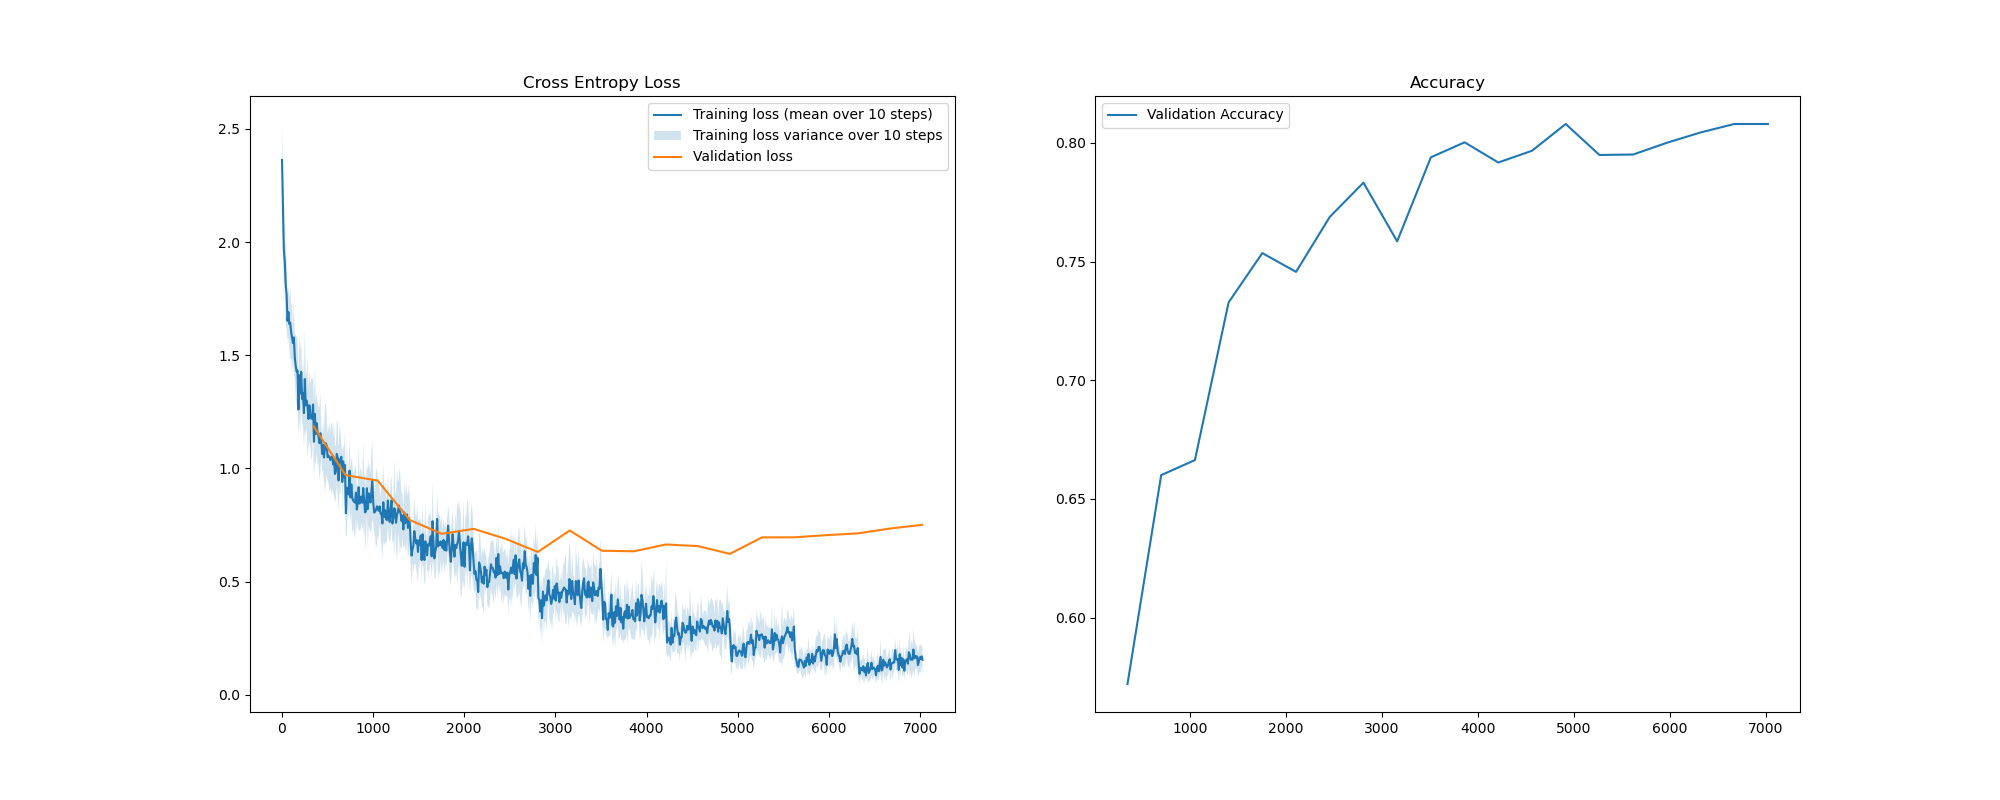 Cross Entropy Loss
Training loss (mean over 10 steps)
Training loss variance over 10 steps
Validation loss
2.5
2.0
1.5
1.0
0.5
0.0
0 1000 2000 3000 4000 5000 6000 7000
Accuracy
Validation Accuracy
0.80
0.75
0.70
0.65
0.60
1000 2000 3000 4000 5000 6000 7000